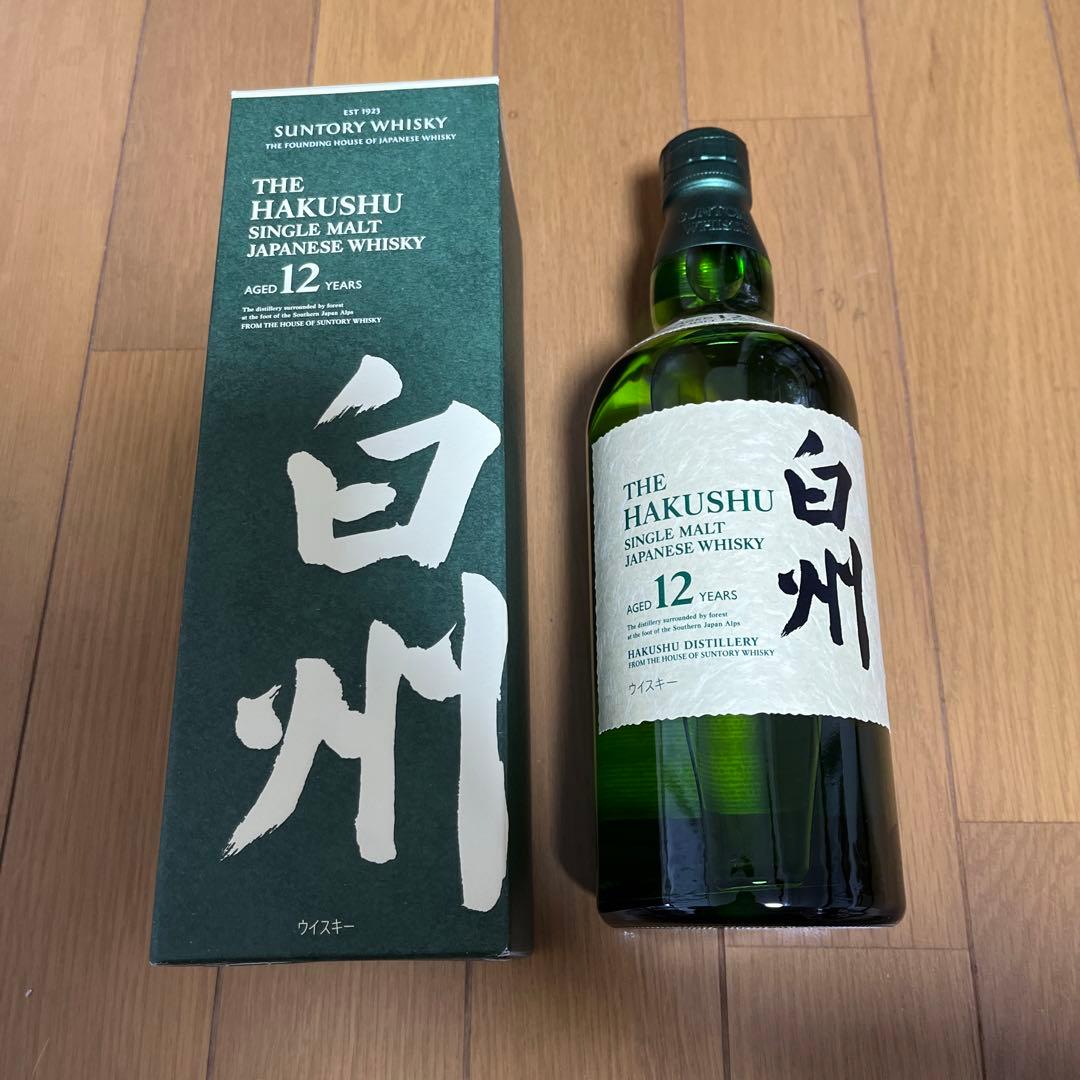 EST 1923
SUNTORY WHISKY
THE FOUNDING HOUSE OF JAPANESE WHISKY
THE
HAKUSHU
SINGLE MALT
JAPANESE WHISKY
AGED 12 YEARS
The distillery surrounded by forest
at the foot of the Southern Japan Alps
FROM THE HOUSE OF SUNTORY WHISKY
白州
ウイスキー
SUNTORY
WHISKY
AGED 12
THE
HAKUSHU
SINGLE MALT
JAPANESE WHISKY
AGED 12 YEARS
The distillery surrounded by forest
at the foot of the Southern Japan Alps
HAKUSHU DISTILLERY
FROM THE HOUSE OF SUNTORY WHISKY
ウイスキー
白州